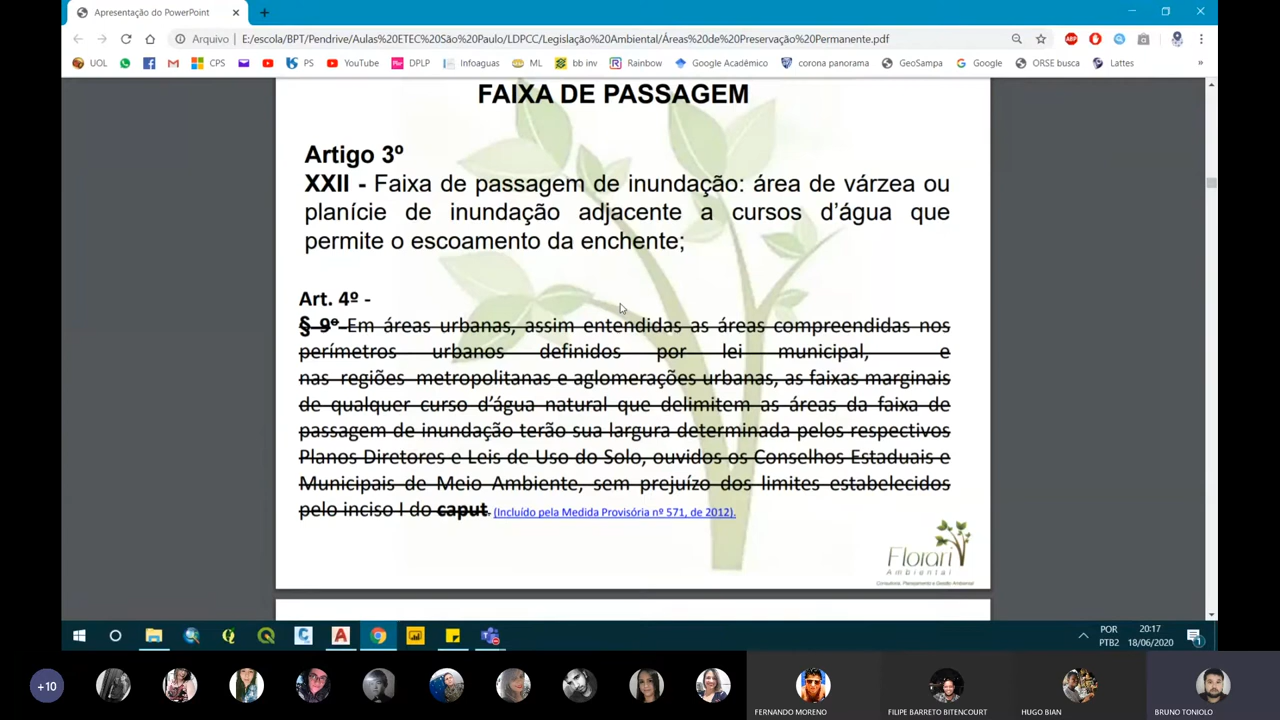 Apresentação do PowerPoint
Arquivo | E:/escola/BPT/Pendrive/Aulas%20ETEC%20São%20Paulo/LDPCC/Legislação%20Ambiental/Áreas%20de%20Preservação%20Permanente.pdf
UOL CPS PS YouTube DPLP Infoaguas ML bb inv Rainbow Google Acadêmico corona panorama GeoSampa Google ORSE busca Lattes
FAIXA DE PASSAGEM
Artigo 3º
XXII - Faixa de passagem de inundação: área de várzea ou
planície de inundação adjacente a cursos d'água que
permite o escoamento da enchente;
Art. 4º -
§ 9º Em áreas urbanas, assim entendidas as áreas compreendidas nos
perímetros urbanos definidos por lei municipal, e
nas regiões metropolitanas e aglomerações urbanas, as faixas marginais
de qualquer curso d'água natural que delimitem as áreas da faixa de
passagem de inundação terão sua largura determinada pelos respectivos
Planos Diretores e Leis de Uso do Solo, ouvidos os Conselhos Estaduais e
Municipais de Meio Ambiente, sem prejuízo dos limites estabelecidos
pelo inciso I do caput. (Incluído pela Medida Provisória nº 571, de 2012).
Florari
Ambiental
Consultoria, Planejamento e Gestão Ambiental
POR
PTB2
20:17
18/06/2020
+10
FERNANDO MORENO
FILIPE BARRETO BITENCOURT
HUGO BIAN
BRUNO TONIOLO